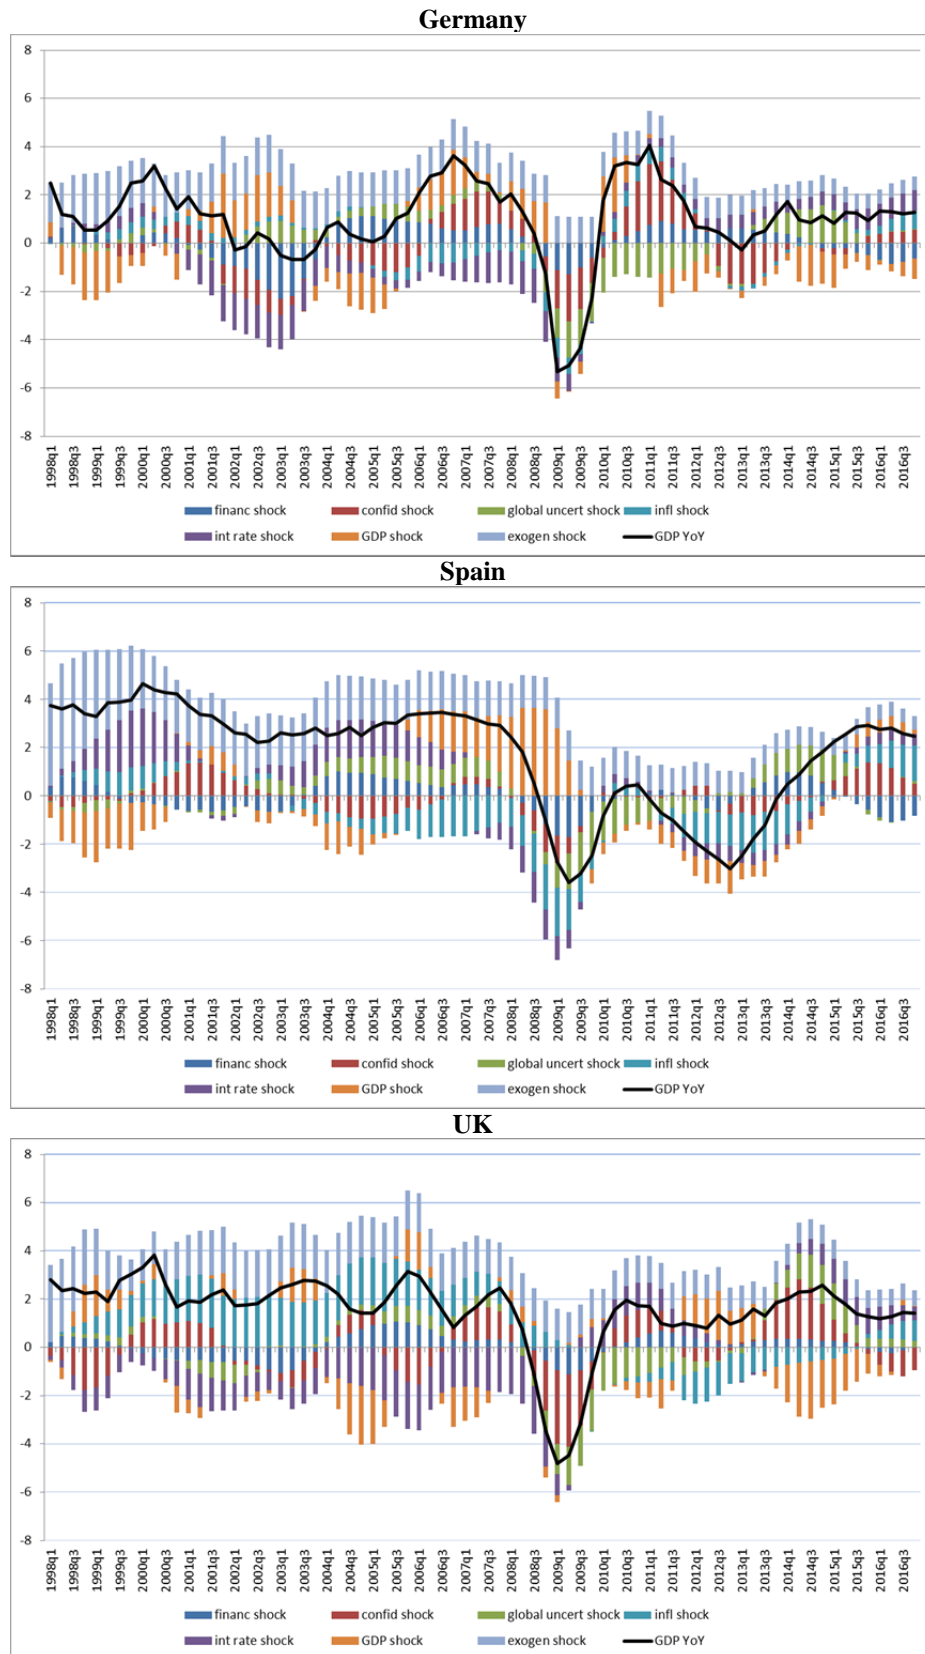 Germany
8
6
4
2
0
-2
-4
-6
-8
1998q1 1998q3 1999q1 1999q3 2000q1 2000q3 2001q1 2001q3 2002q1 2002q3 2003q1 2003q3 2004q1 2004q3 2005q1 2005q3 2006q1 2006q3 2007q1 2007q3 2008q1 2008q3 2009q1 2009q3 2010q1 2010q3 2011q1 2011q3 2012q1 2012q3 2013q1 2013q3 2014q1 2014q3 2015q1 2015q3 2016q1 2016q3
financ shock confid shock global uncert shock infl shock
int rate shock GDP shock exogen shock GDP YoY
Spain
8
6
4
2
0
-2
-4
-6
-8
1998q1 1998q3 1999q1 1999q3 2000q1 2000q3 2001q1 2001q3 2002q1 2002q3 2003q1 2003q3 2004q1 2004q3 2005q1 2005q3 2006q1 2006q3 2007q1 2007q3 2008q1 2008q3 2009q1 2009q3 2010q1 2010q3 2011q1 2011q3 2012q1 2012q3 2013q1 2013q3 2014q1 2014q3 2015q1 2015q3 2016q1 2016q3
financ shock confid shock global uncert shock infl shock
int rate shock GDP shock exogen shock GDP YoY
UK
8
6
4
2
0
-2
-4
-6
-8
1998q1 1998q3 1999q1 1999q3 2000q1 2000q3 2001q1 2001q3 2002q1 2002q3 2003q1 2003q3 2004q1 2004q3 2005q1 2005q3 2006q1 2006q3 2007q1 2007q3 2008q1 2008q3 2009q1 2009q3 2010q1 2010q3 2011q1 2011q3 2012q1 2012q3 2013q1 2013q3 2014q1 2014q3 2015q1 2015q3 2016q1 2016q3
financ shock confid shock global uncert shock infl shock
int rate shock GDP shock exogen shock GDP YoY